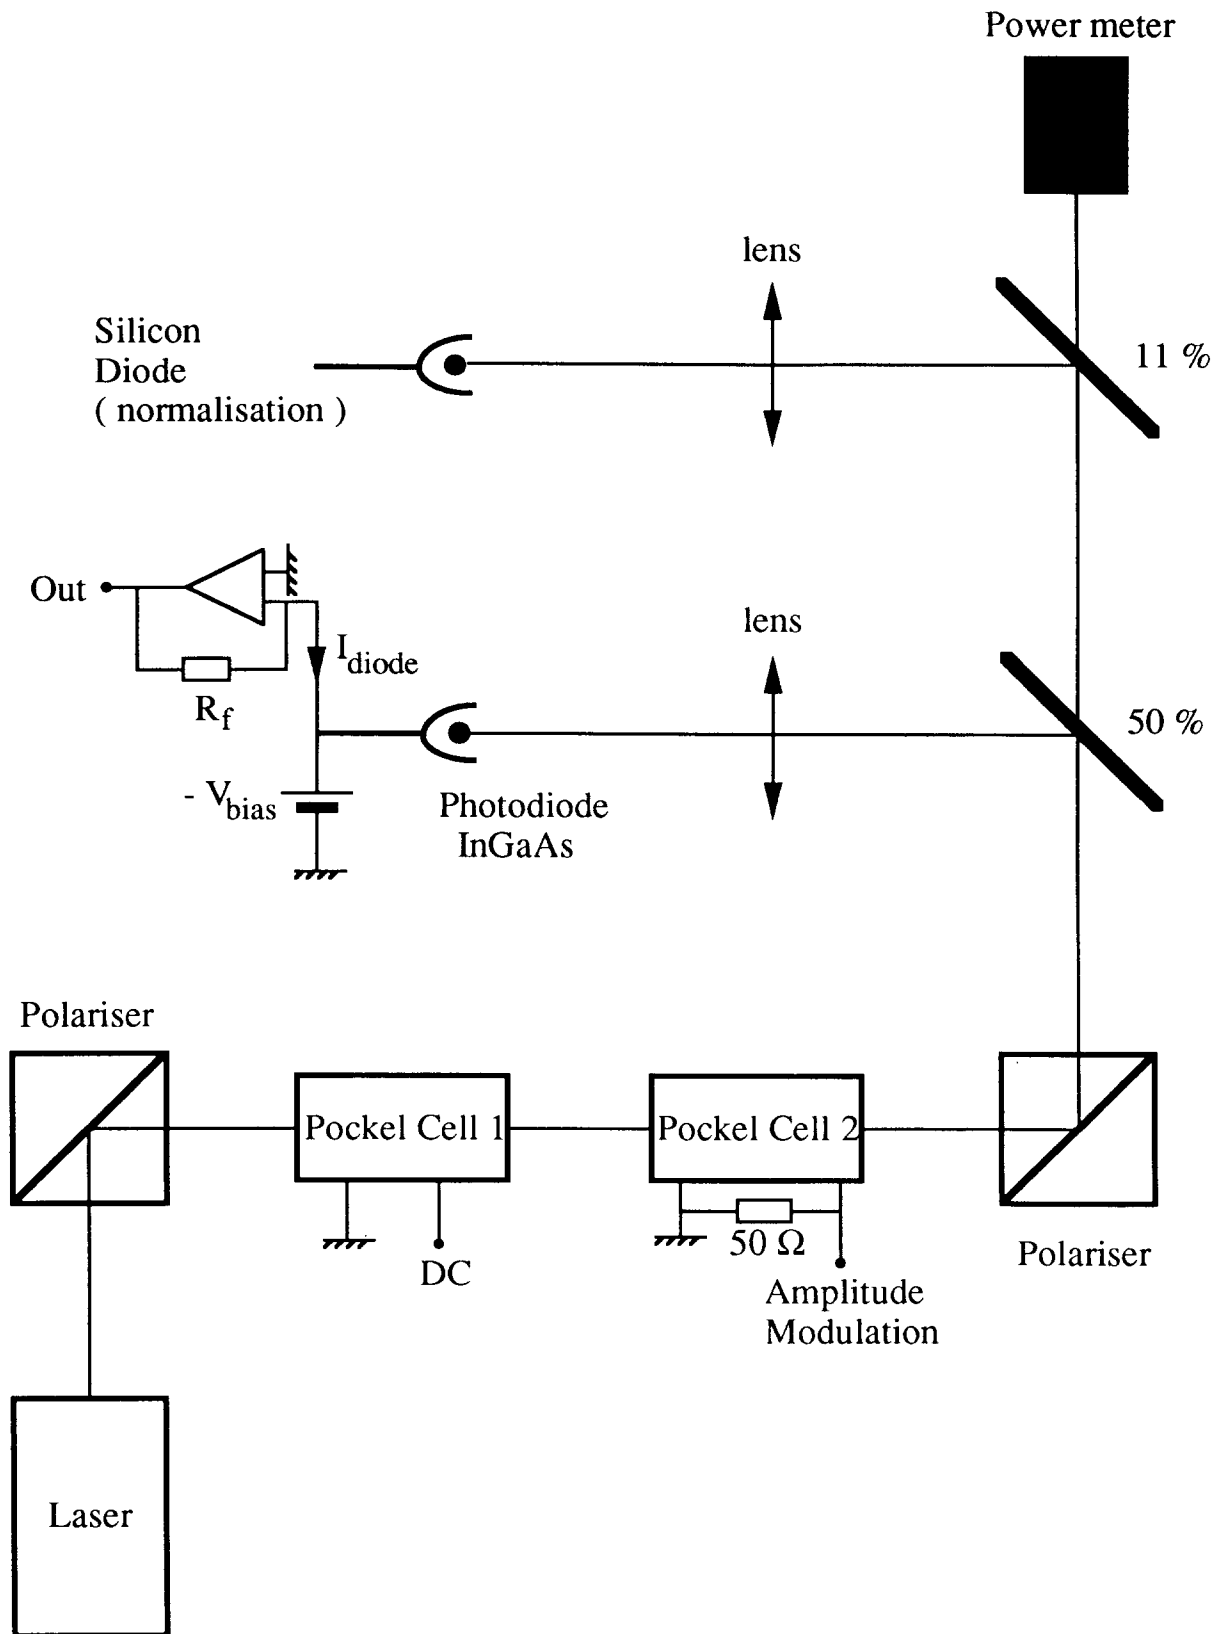 Power meter
lens
Silicon
Diode
( normalisation )
11 %
Out
I diode
lens
R f
50 %
- V bias
Photodiode
InGaAs
Polariser
Pockel Cell 1
Pockel Cell 2
50 Ω
DC
Polariser
Amplitude
Modulation
Laser